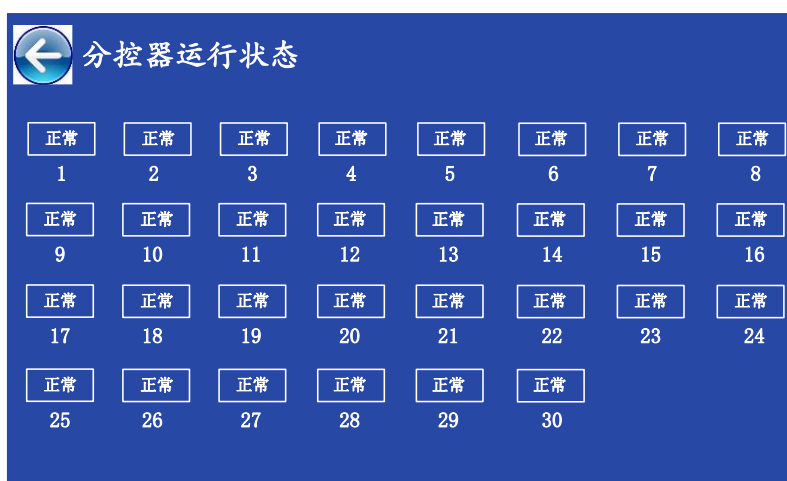 分控器运行状态
正常 正常 正常 正常 正常 正常 正常 正常
1 2 3 4 5 6 7 8
正常 正常 正常 正常 正常 正常 正常 正常
9 10 11 12 13 14 15 16
正常 正常 正常 正常 正常 正常 正常 正常
17 18 19 20 21 22 23 24
正常 正常 正常 正常 正常 正常
25 26 27 28 29 30